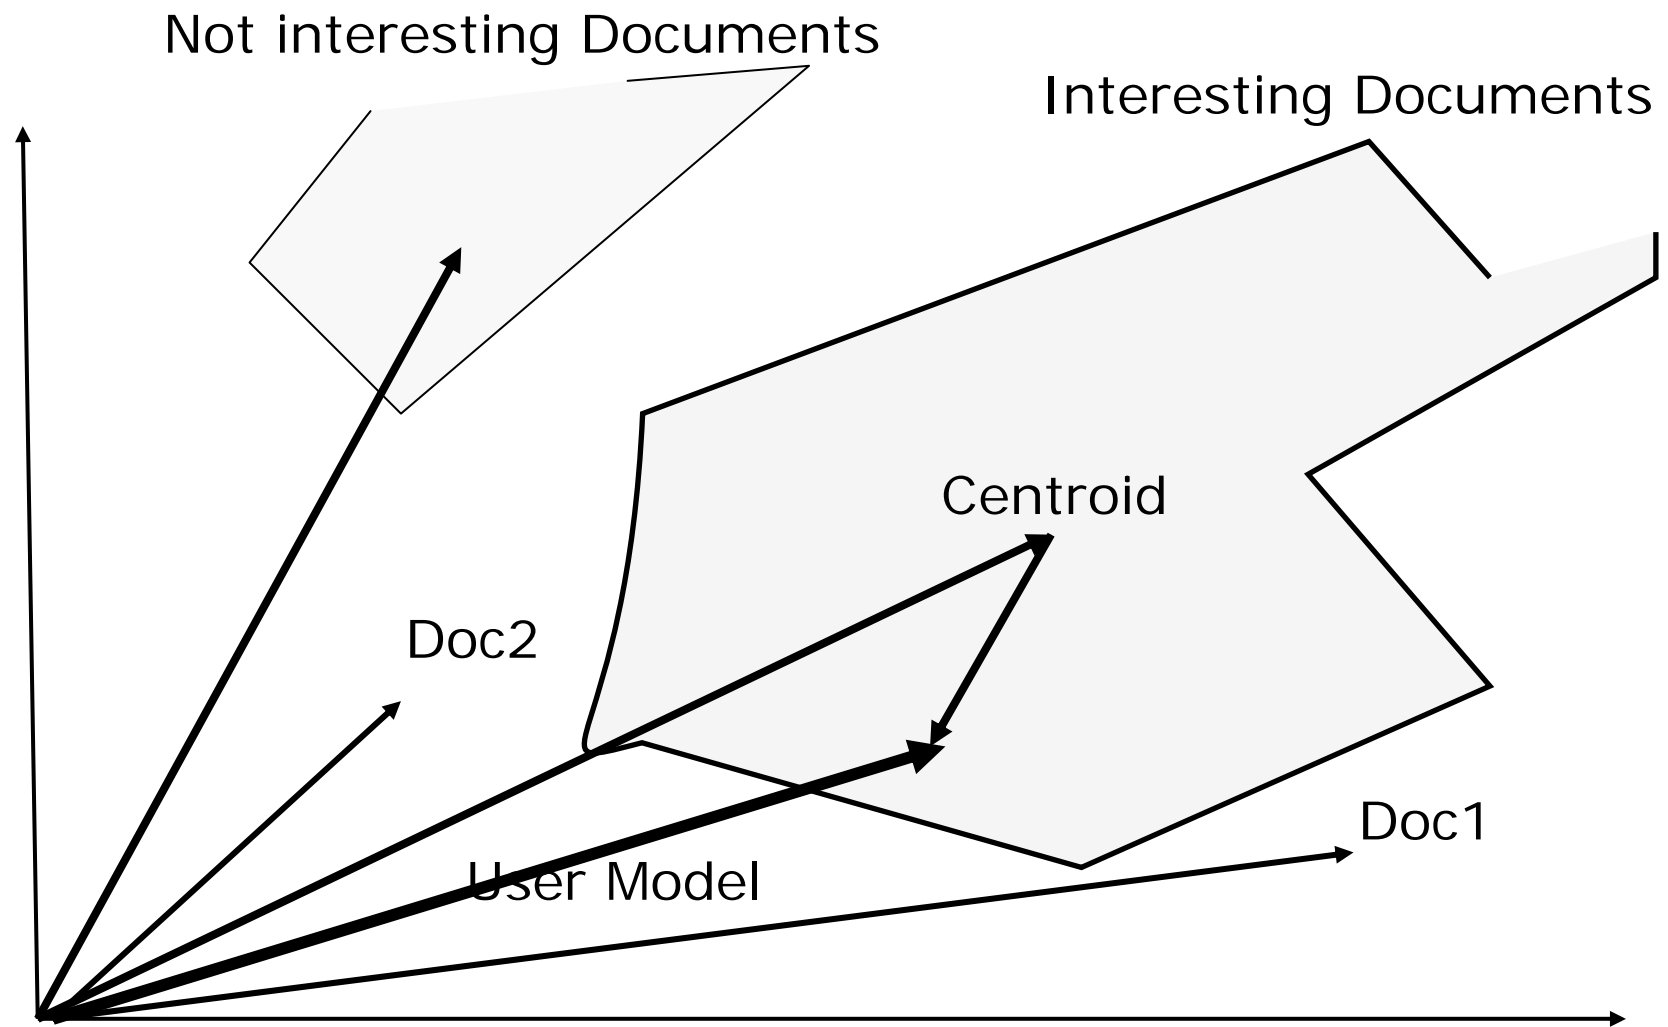 Not interesting Documents
Interesting Documents
Centroid
Doc2
Doc1
User Model